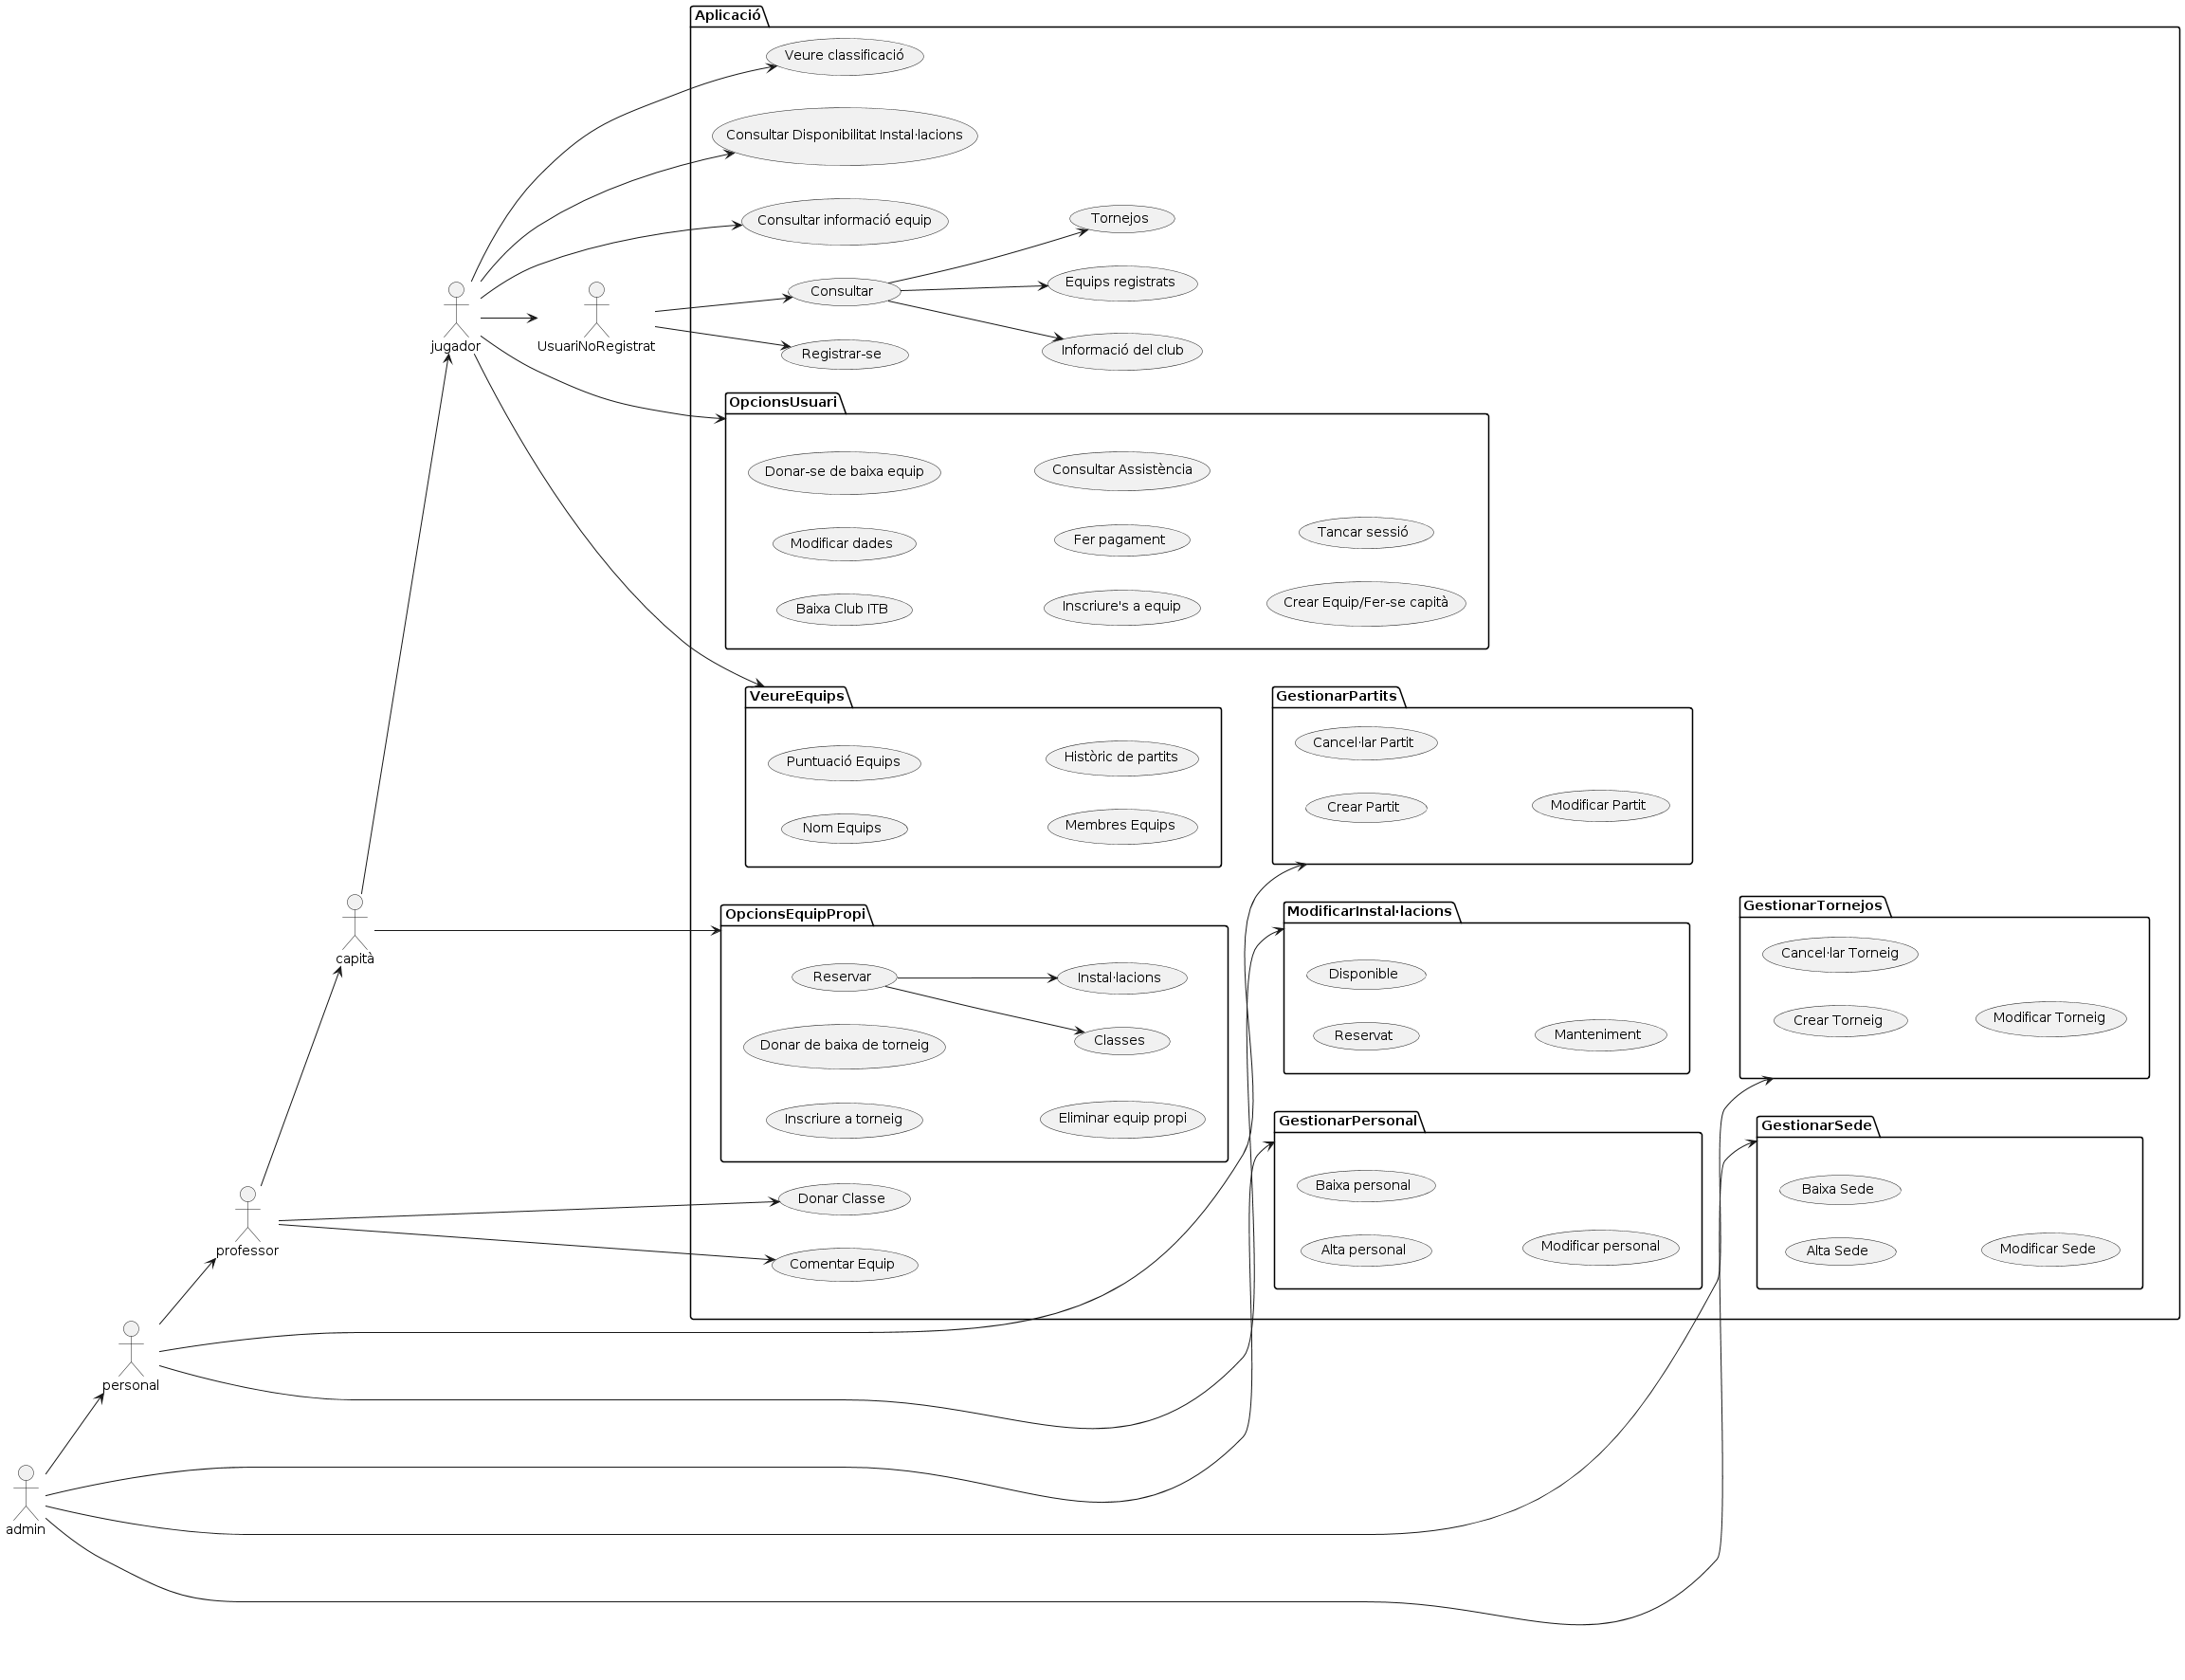 Aplicació
Veure classificació
Consultar Disponibilitat Instal·lacions
Consultar informació equip
Tornejos
Equips registrats
Consultar
Informació del club
Registrar-se
jugador
UsuariNoRegistrat
OpcionsUsuari
Donar-se de baixa equip
Consultar Assistència
Modificar dades
Fer pagament
Tancar sessió
Baixa Club ITB
Inscriure's a equip
Crear Equip/Fer-se capità
VeureEquips
Puntuació Equips
Històric de partits
Nom Equips
Membres Equips
GestionarPartits
Cancel·lar Partit
Crear Partit
Modificar Partit
capità
OpcionsEquipPropi
Reservar
Instal·lacions
Donar de baixa de torneig
Classes
Inscriure a torneig
Eliminar equip propi
ModificarInstal·lacions
Disponible
Reservat
Manteniment
GestionarTornejos
Cancel·lar Torneig
Crear Torneig
Modificar Torneig
professor
Donar Classe
Comentar Equip
GestionarPersonal
Baixa personal
Alta personal
Modificar personal
GestionarSede
Baixa Sede
Alta Sede
Modificar Sede
personal
admin